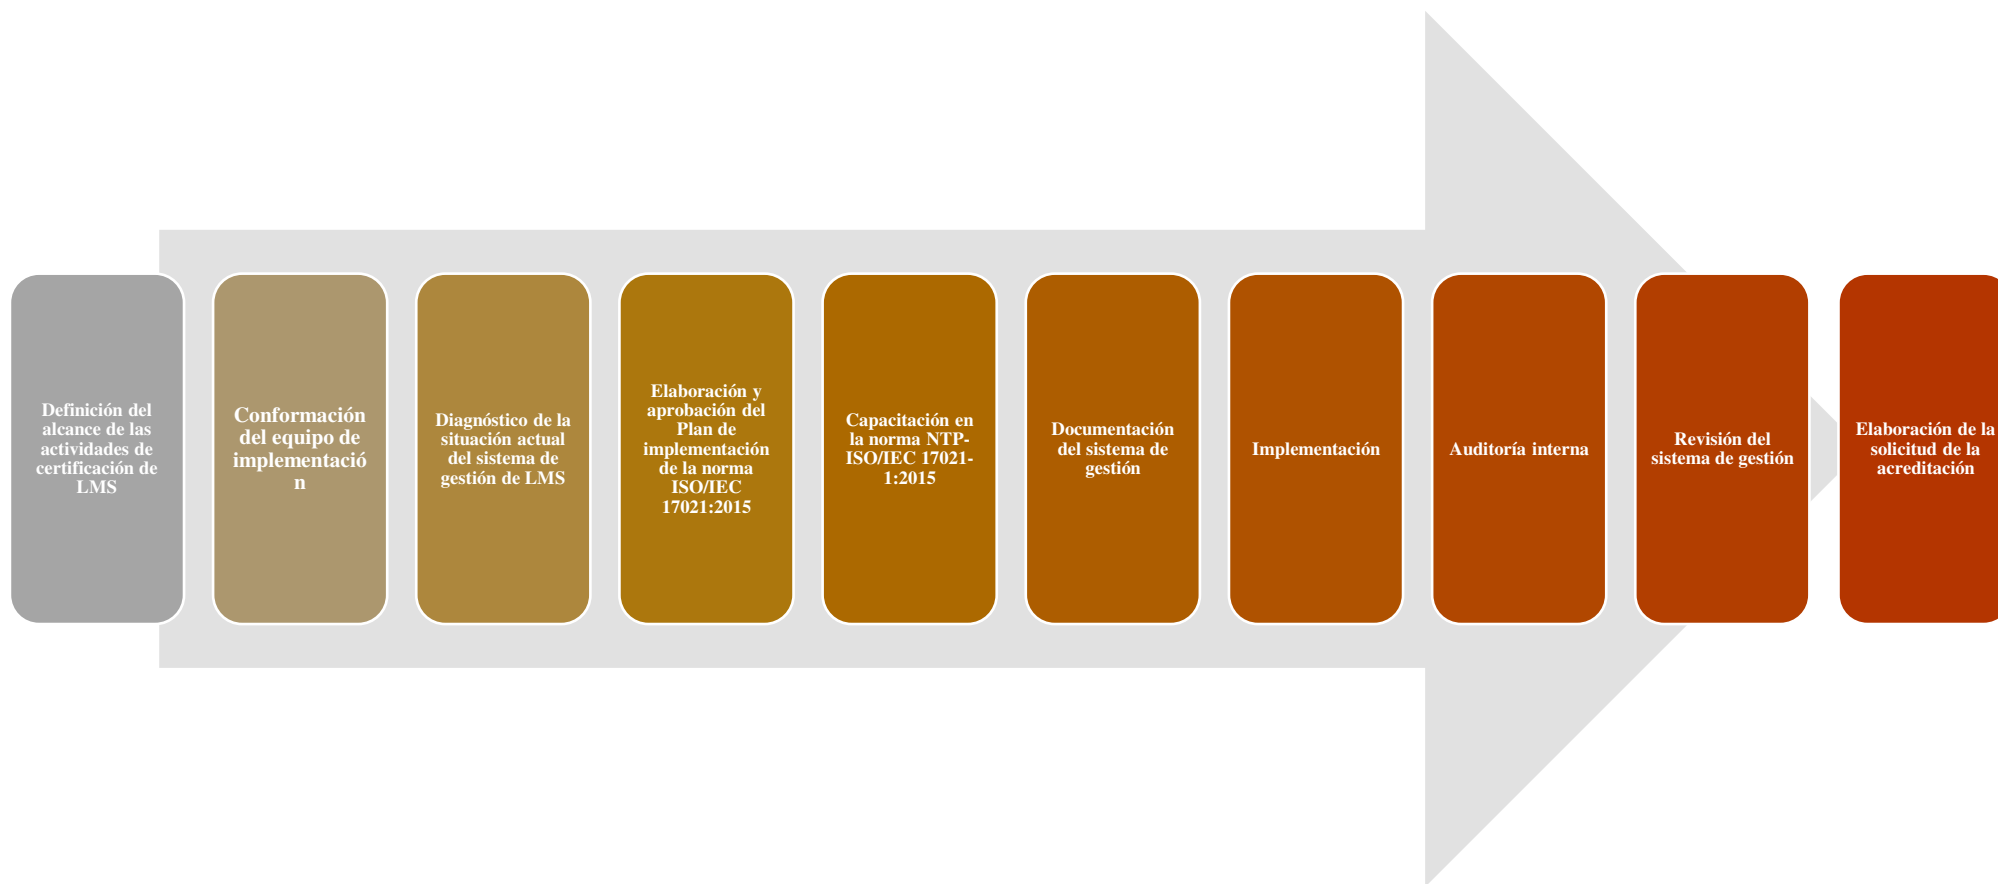 Definición del
alcance de las
actividades de
certificación de
LMS
Conformación
del equipo de
implementació
n
Diagnóstico de la
situación actual
del sistema de
gestión de LMS
Elaboración y
aprobación del
Plan de
implementación
de la norma
ISO/IEC
17021:2015
Capacitación en
la norma NTP-
ISO/IEC 17021-
1:2015
Documentación
del sistema de
gestión
Implementación
Auditoría interna
Revisión del
sistema de gestión
Elaboración de la
solicitud de la
acreditación